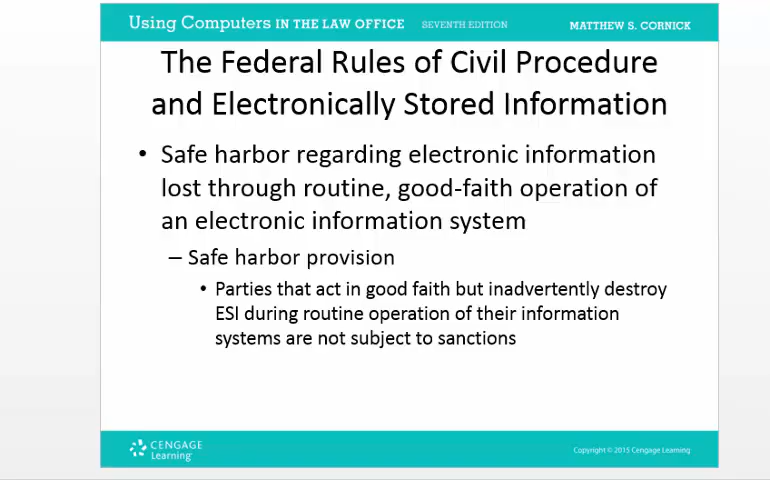 Using Computers IN THE LAW OFFICE SEVENTH EDITION MATTHEW S. CORNICK
The Federal Rules of Civil Procedure
and Electronically Stored Information
• Safe harbor regarding electronic information
lost through routine, good-faith operation of
an electronic information system
– Safe harbor provision
• Parties that act in good faith but inadvertently destroy
ESI during routine operation of their information
systems are not subject to sanctions
CENGAGE
Learning™
Copyright © 2015 Cengage Learning